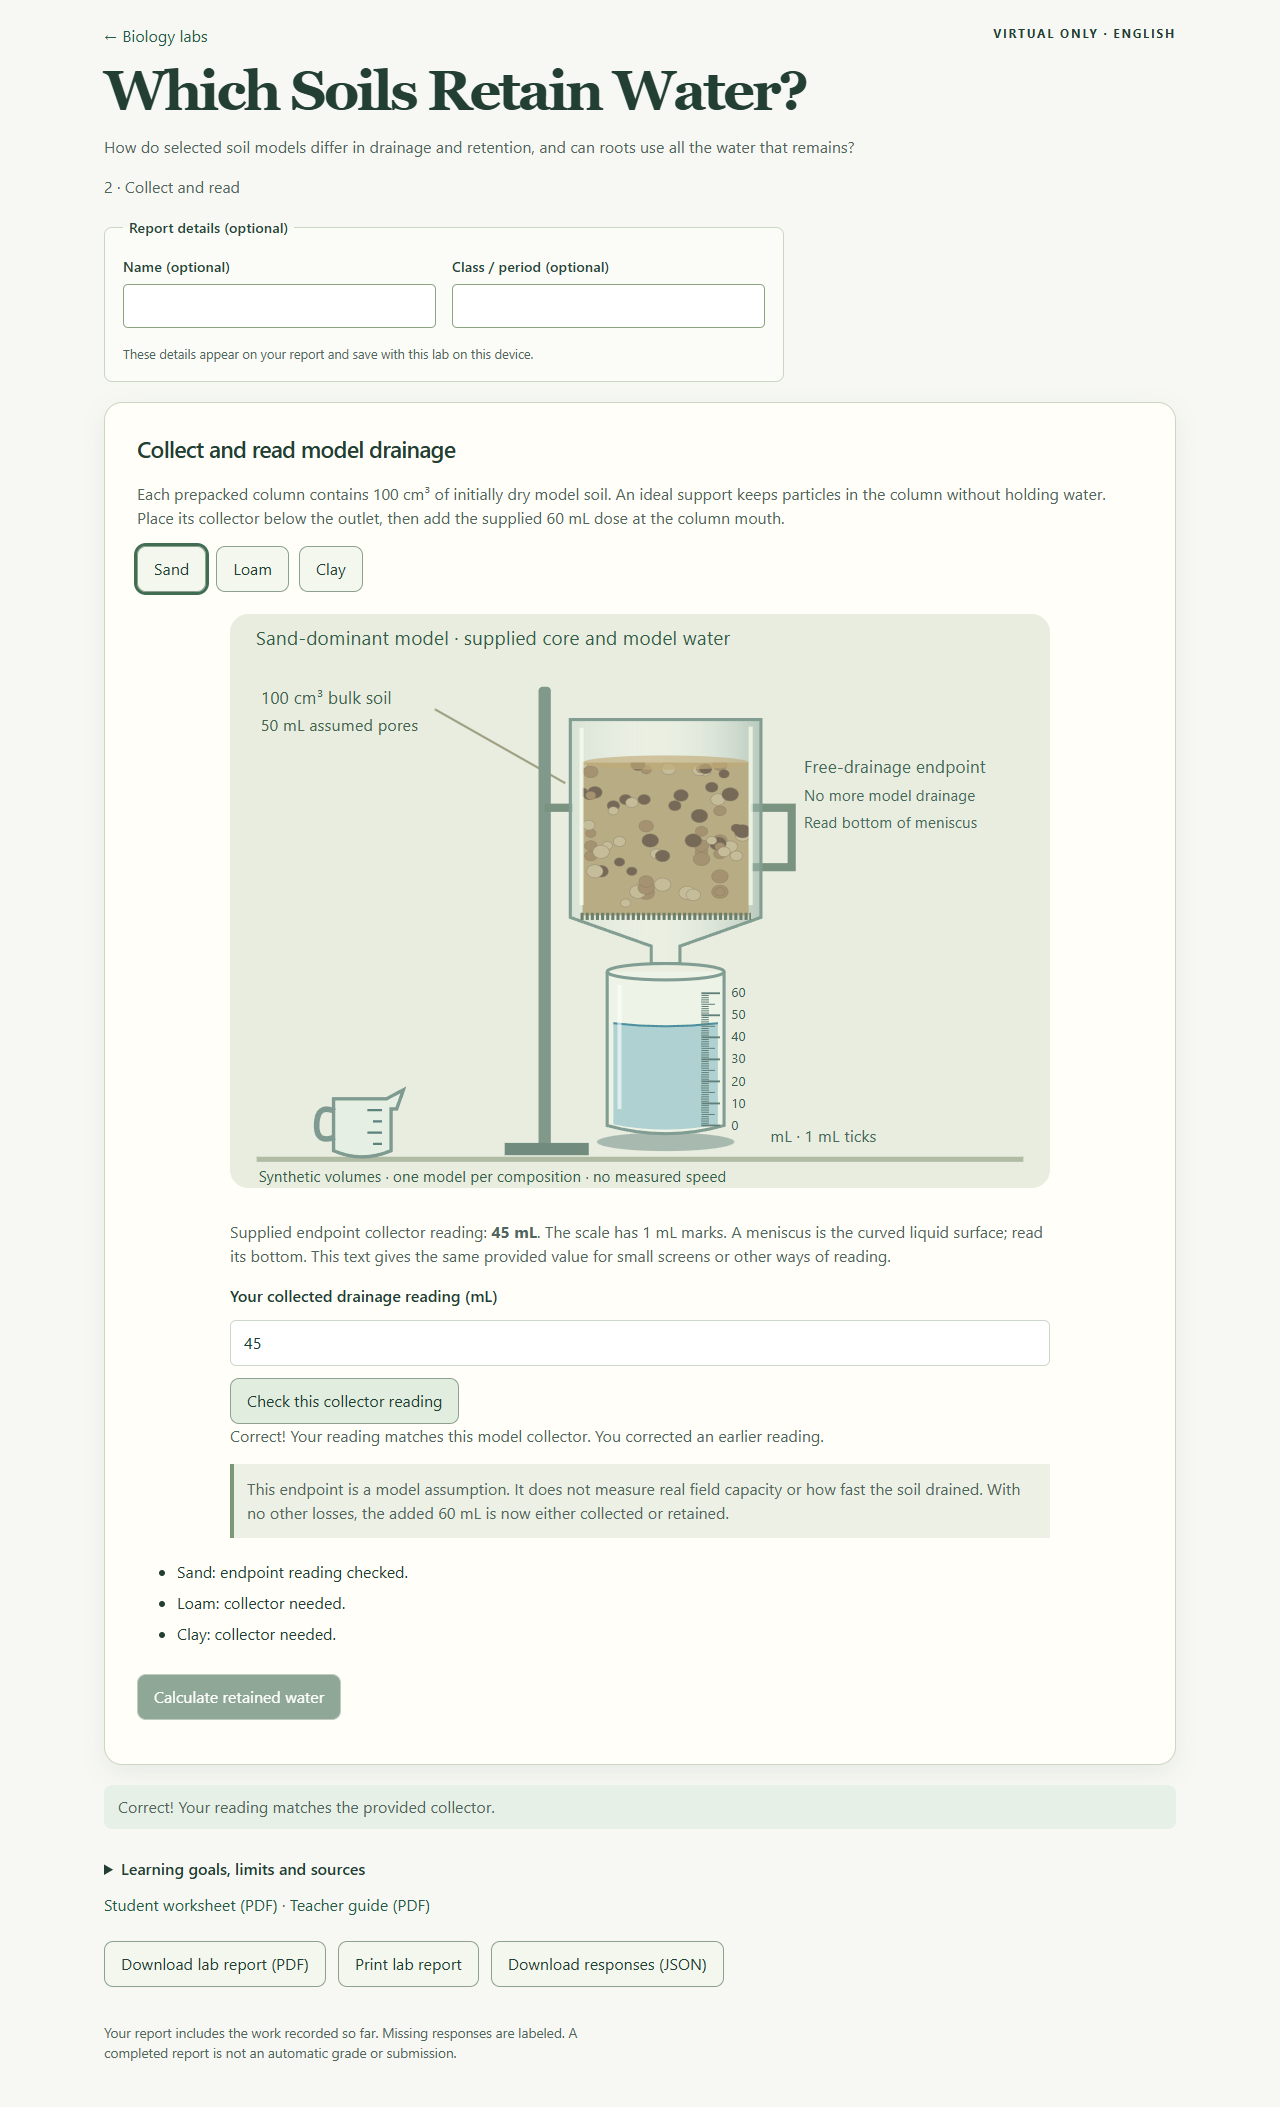 ← Biology labs
VIRTUAL ONLY · ENGLISH
Which Soils Retain Water?
How do selected soil models differ in drainage and retention, and can roots use all the water that remains?
2 · Collect and read
Report details (optional)
Name (optional)
Class / period (optional)
These details appear on your report and save with this lab on this device.
Collect and read model drainage
Each prepacked column contains 100 cm³ of initially dry model soil. An ideal support keeps particles in the column without holding water.
Place its collector below the outlet, then add the supplied 60 mL dose at the column mouth.
Sand
Loam
Clay
Sand-dominant model · supplied core and model water
100 cm³ bulk soil
50 mL assumed pores
Free-drainage endpoint
No more model drainage
Read bottom of meniscus
60
50
40
30
20
10
0
mL · 1 mL ticks
Synthetic volumes · one model per composition · no measured speed
Supplied endpoint collector reading: 45 mL. The scale has 1 mL marks. A meniscus is the curved liquid surface; read
its bottom. This text gives the same provided value for small screens or other ways of reading.
Your collected drainage reading (mL)
45
Check this collector reading
Correct! Your reading matches this model collector. You corrected an earlier reading.
This endpoint is a model assumption. It does not measure real field capacity or how fast the soil drained. With
no other losses, the added 60 mL is now either collected or retained.
• Sand: endpoint reading checked.
• Loam: collector needed.
• Clay: collector needed.
Calculate retained water
Correct! Your reading matches the provided collector.
▶ Learning goals, limits and sources
Student worksheet (PDF) · Teacher guide (PDF)
Download lab report (PDF)
Print lab report
Download responses (JSON)
Your report includes the work recorded so far. Missing responses are labeled. A
completed report is not an automatic grade or submission.